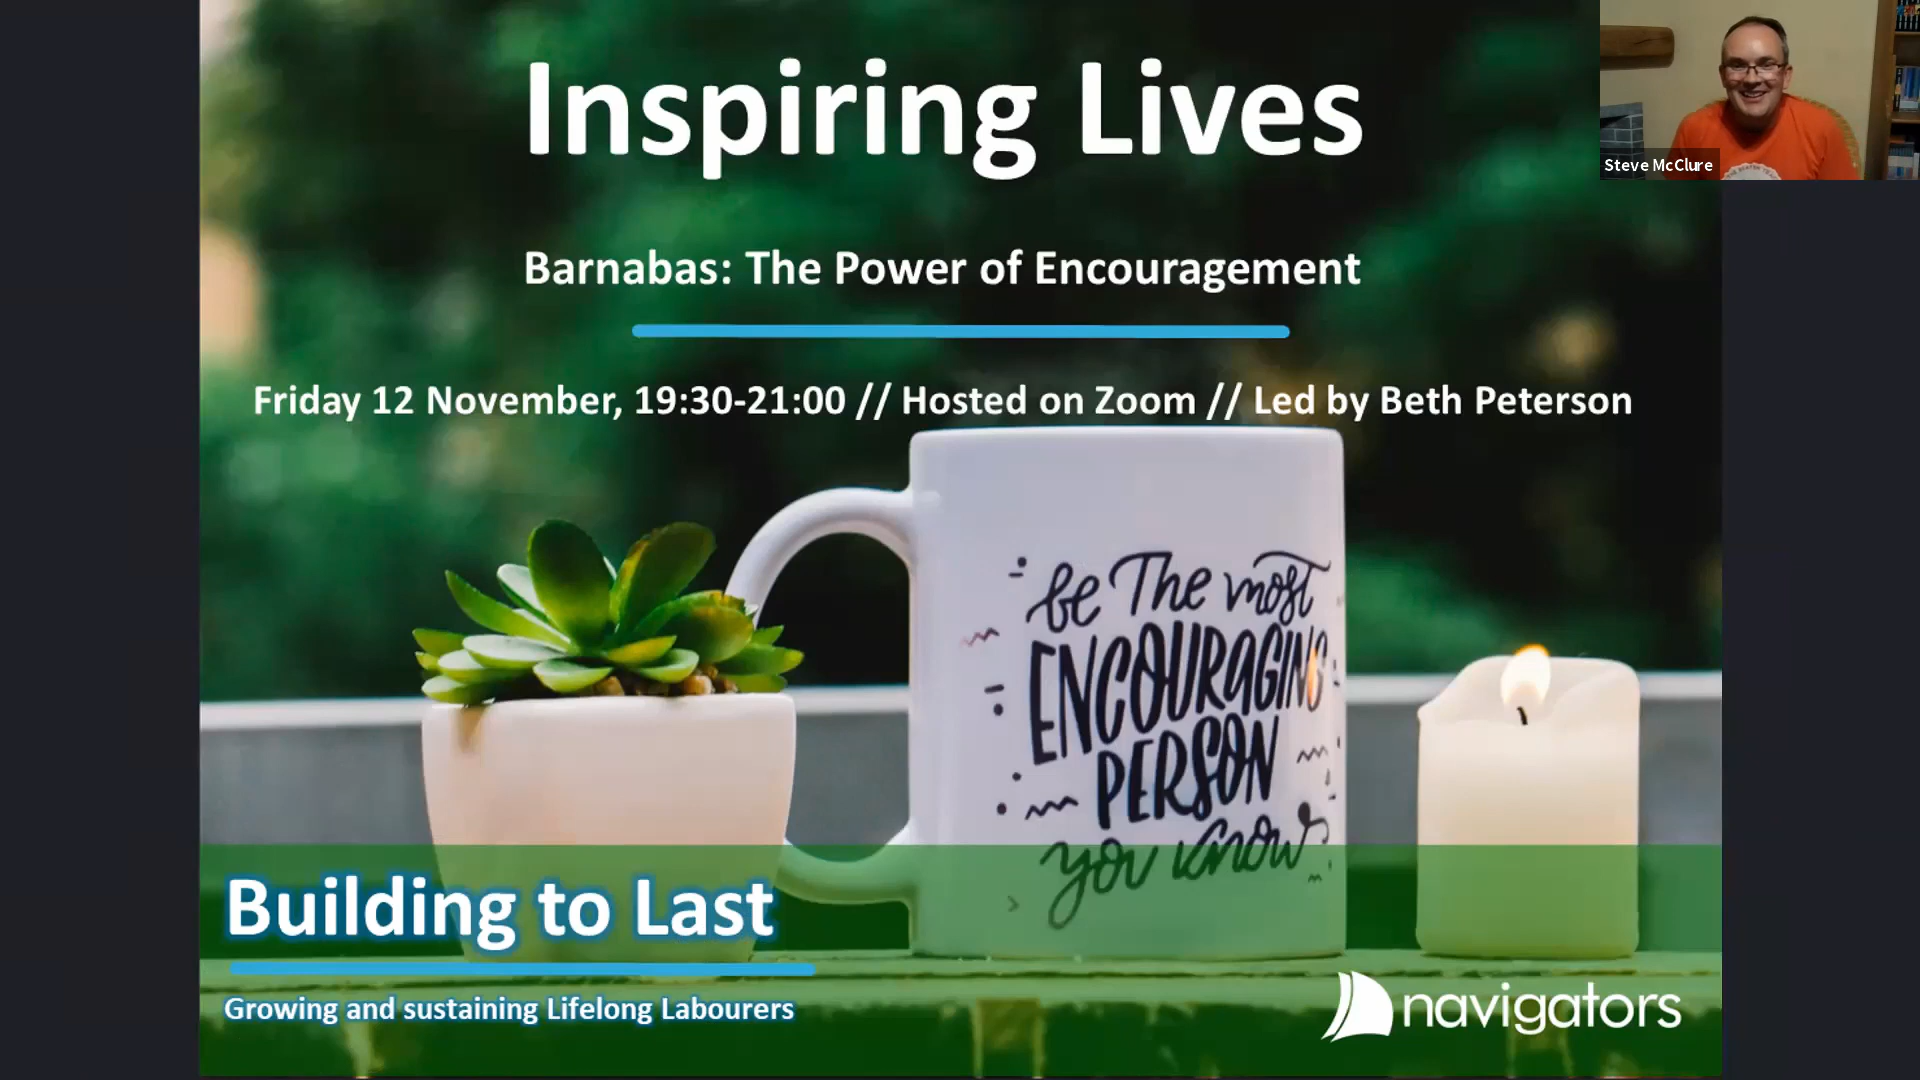 Inspiring Lives
Steve McClure
Barnabas: The Power of Encouragement
Friday 12 November, 19:30-21:00 // Hosted on Zoom // Led by Beth Peterson
be The most
ENCOURAGING
PERSON
you know
Building to Last
Growing and sustaining Lifelong Labourers
navigators